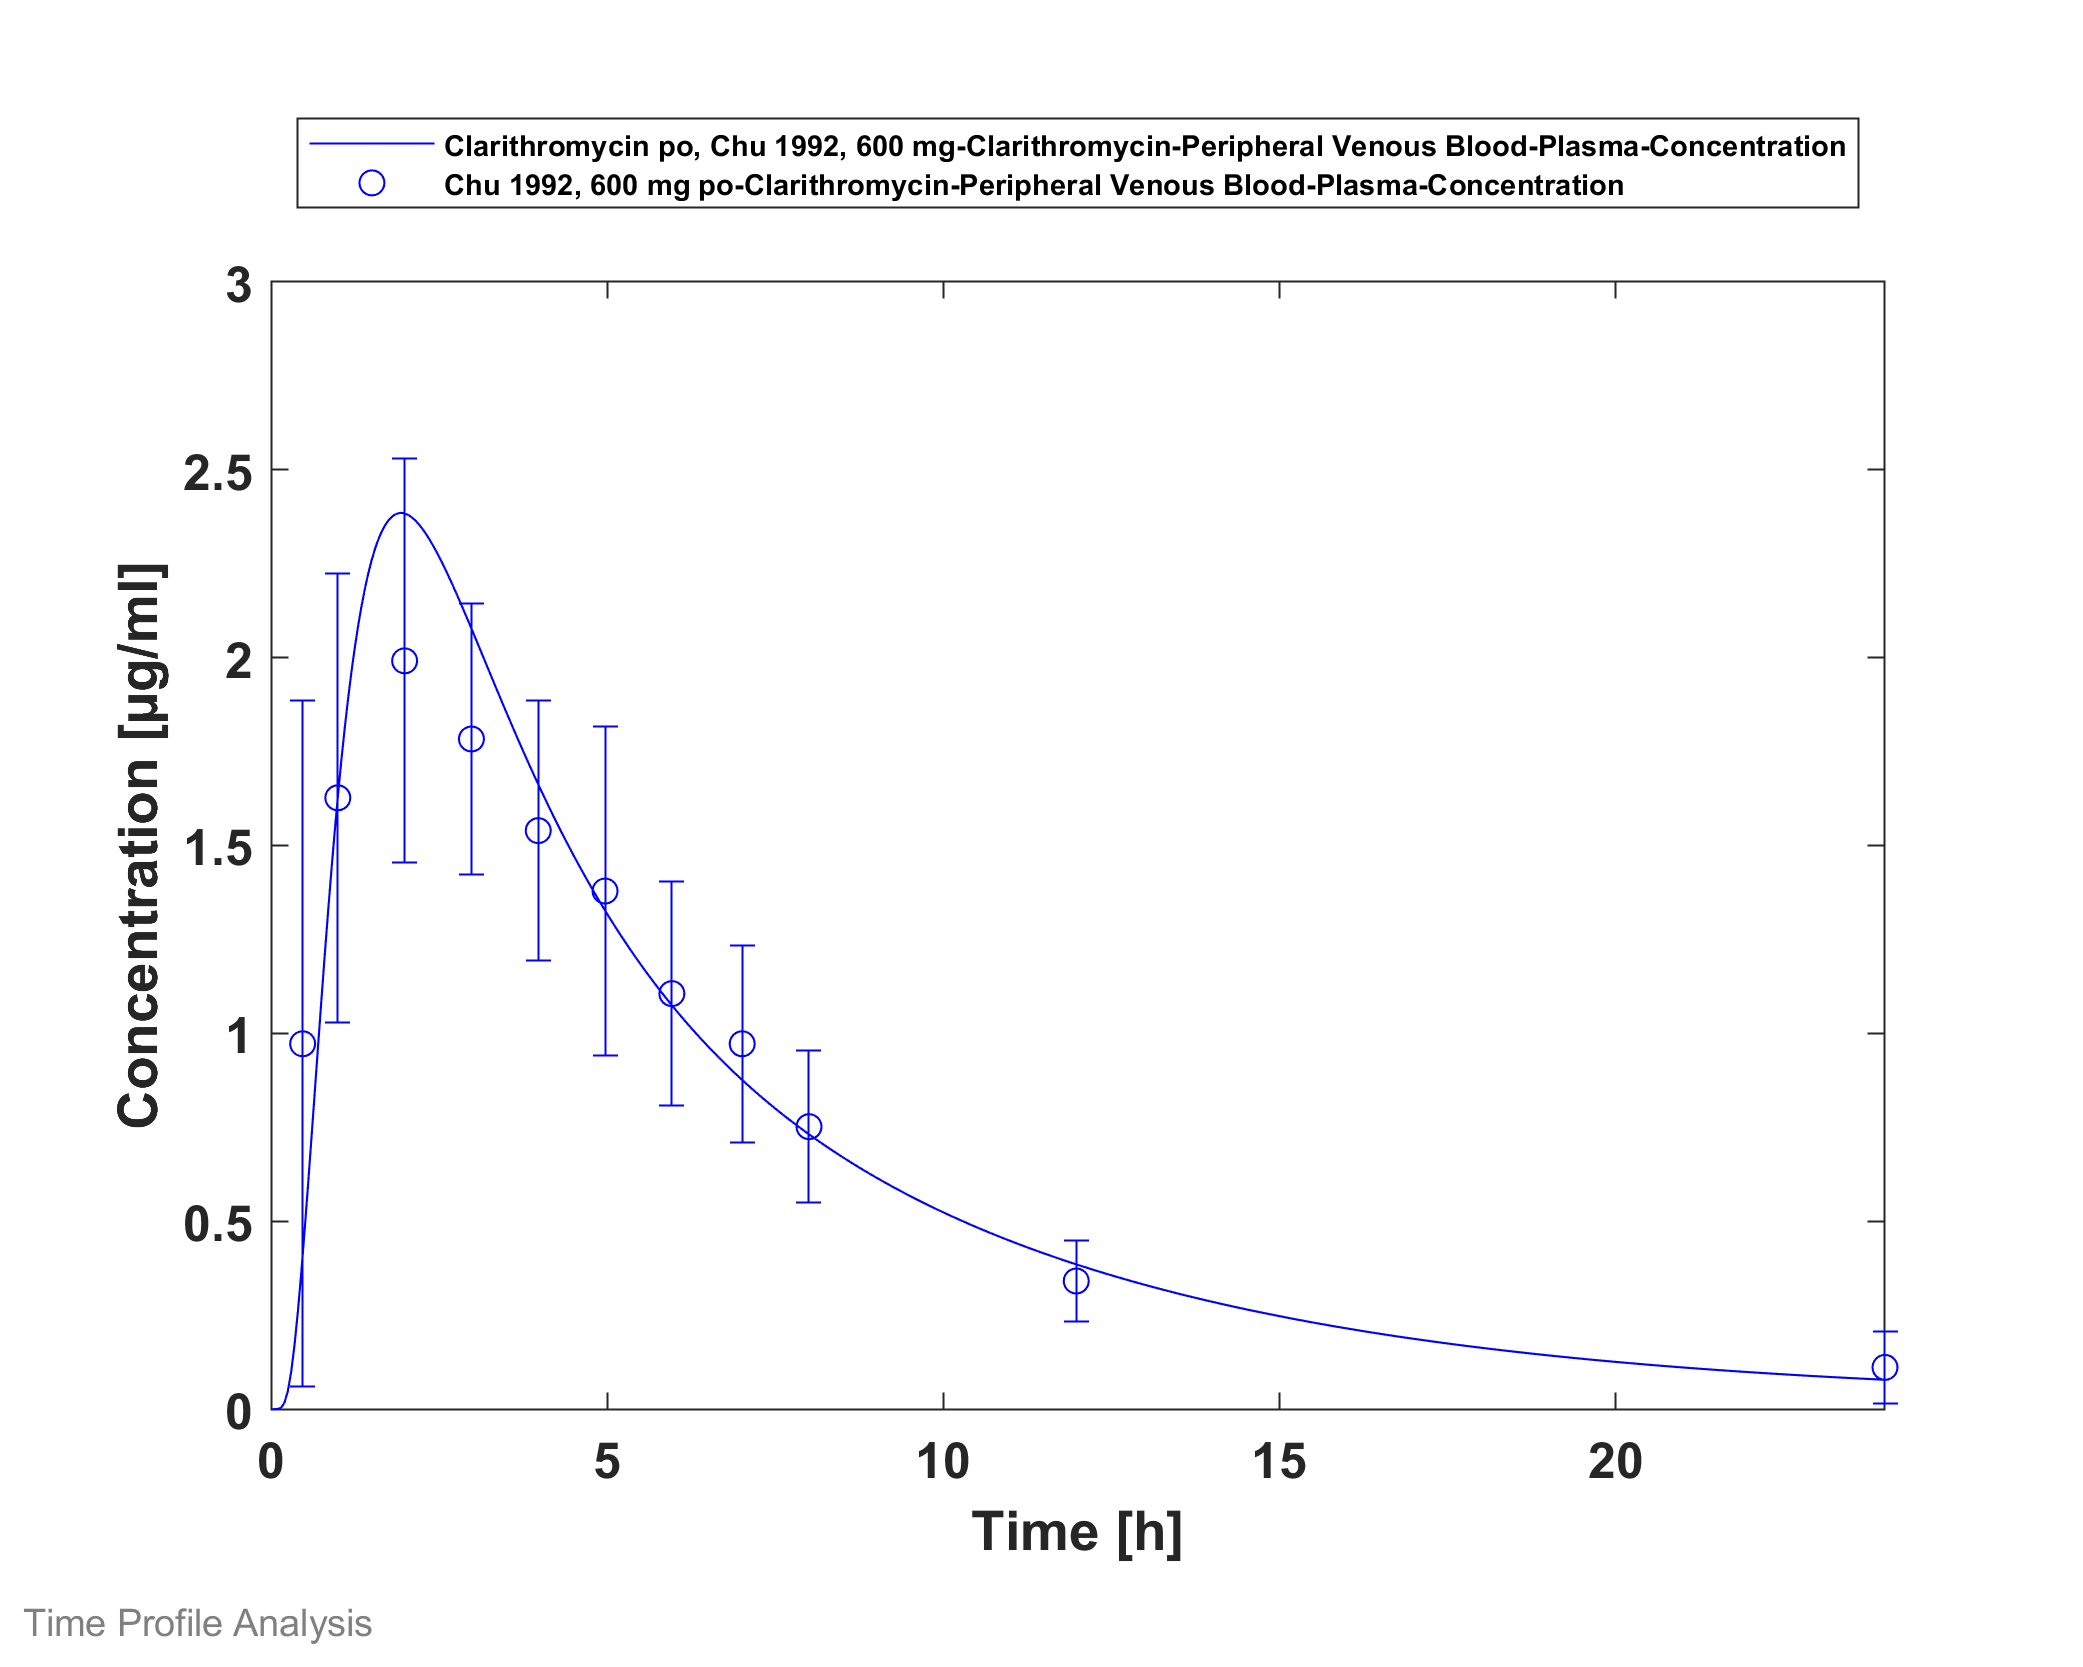 Clarithromycin po, Chu 1992, 600 mg-Clarithromycin-Peripheral Venous Blood-Plasma-Concentration
Chu 1992, 600 mg po-Clarithromycin-Peripheral Venous Blood-Plasma-Concentration
3
2.5
2
1.5
1
0.5
0
Concentration [µg/ml]
0 5 10 15 20
Time [h]
Time Profile Analysis